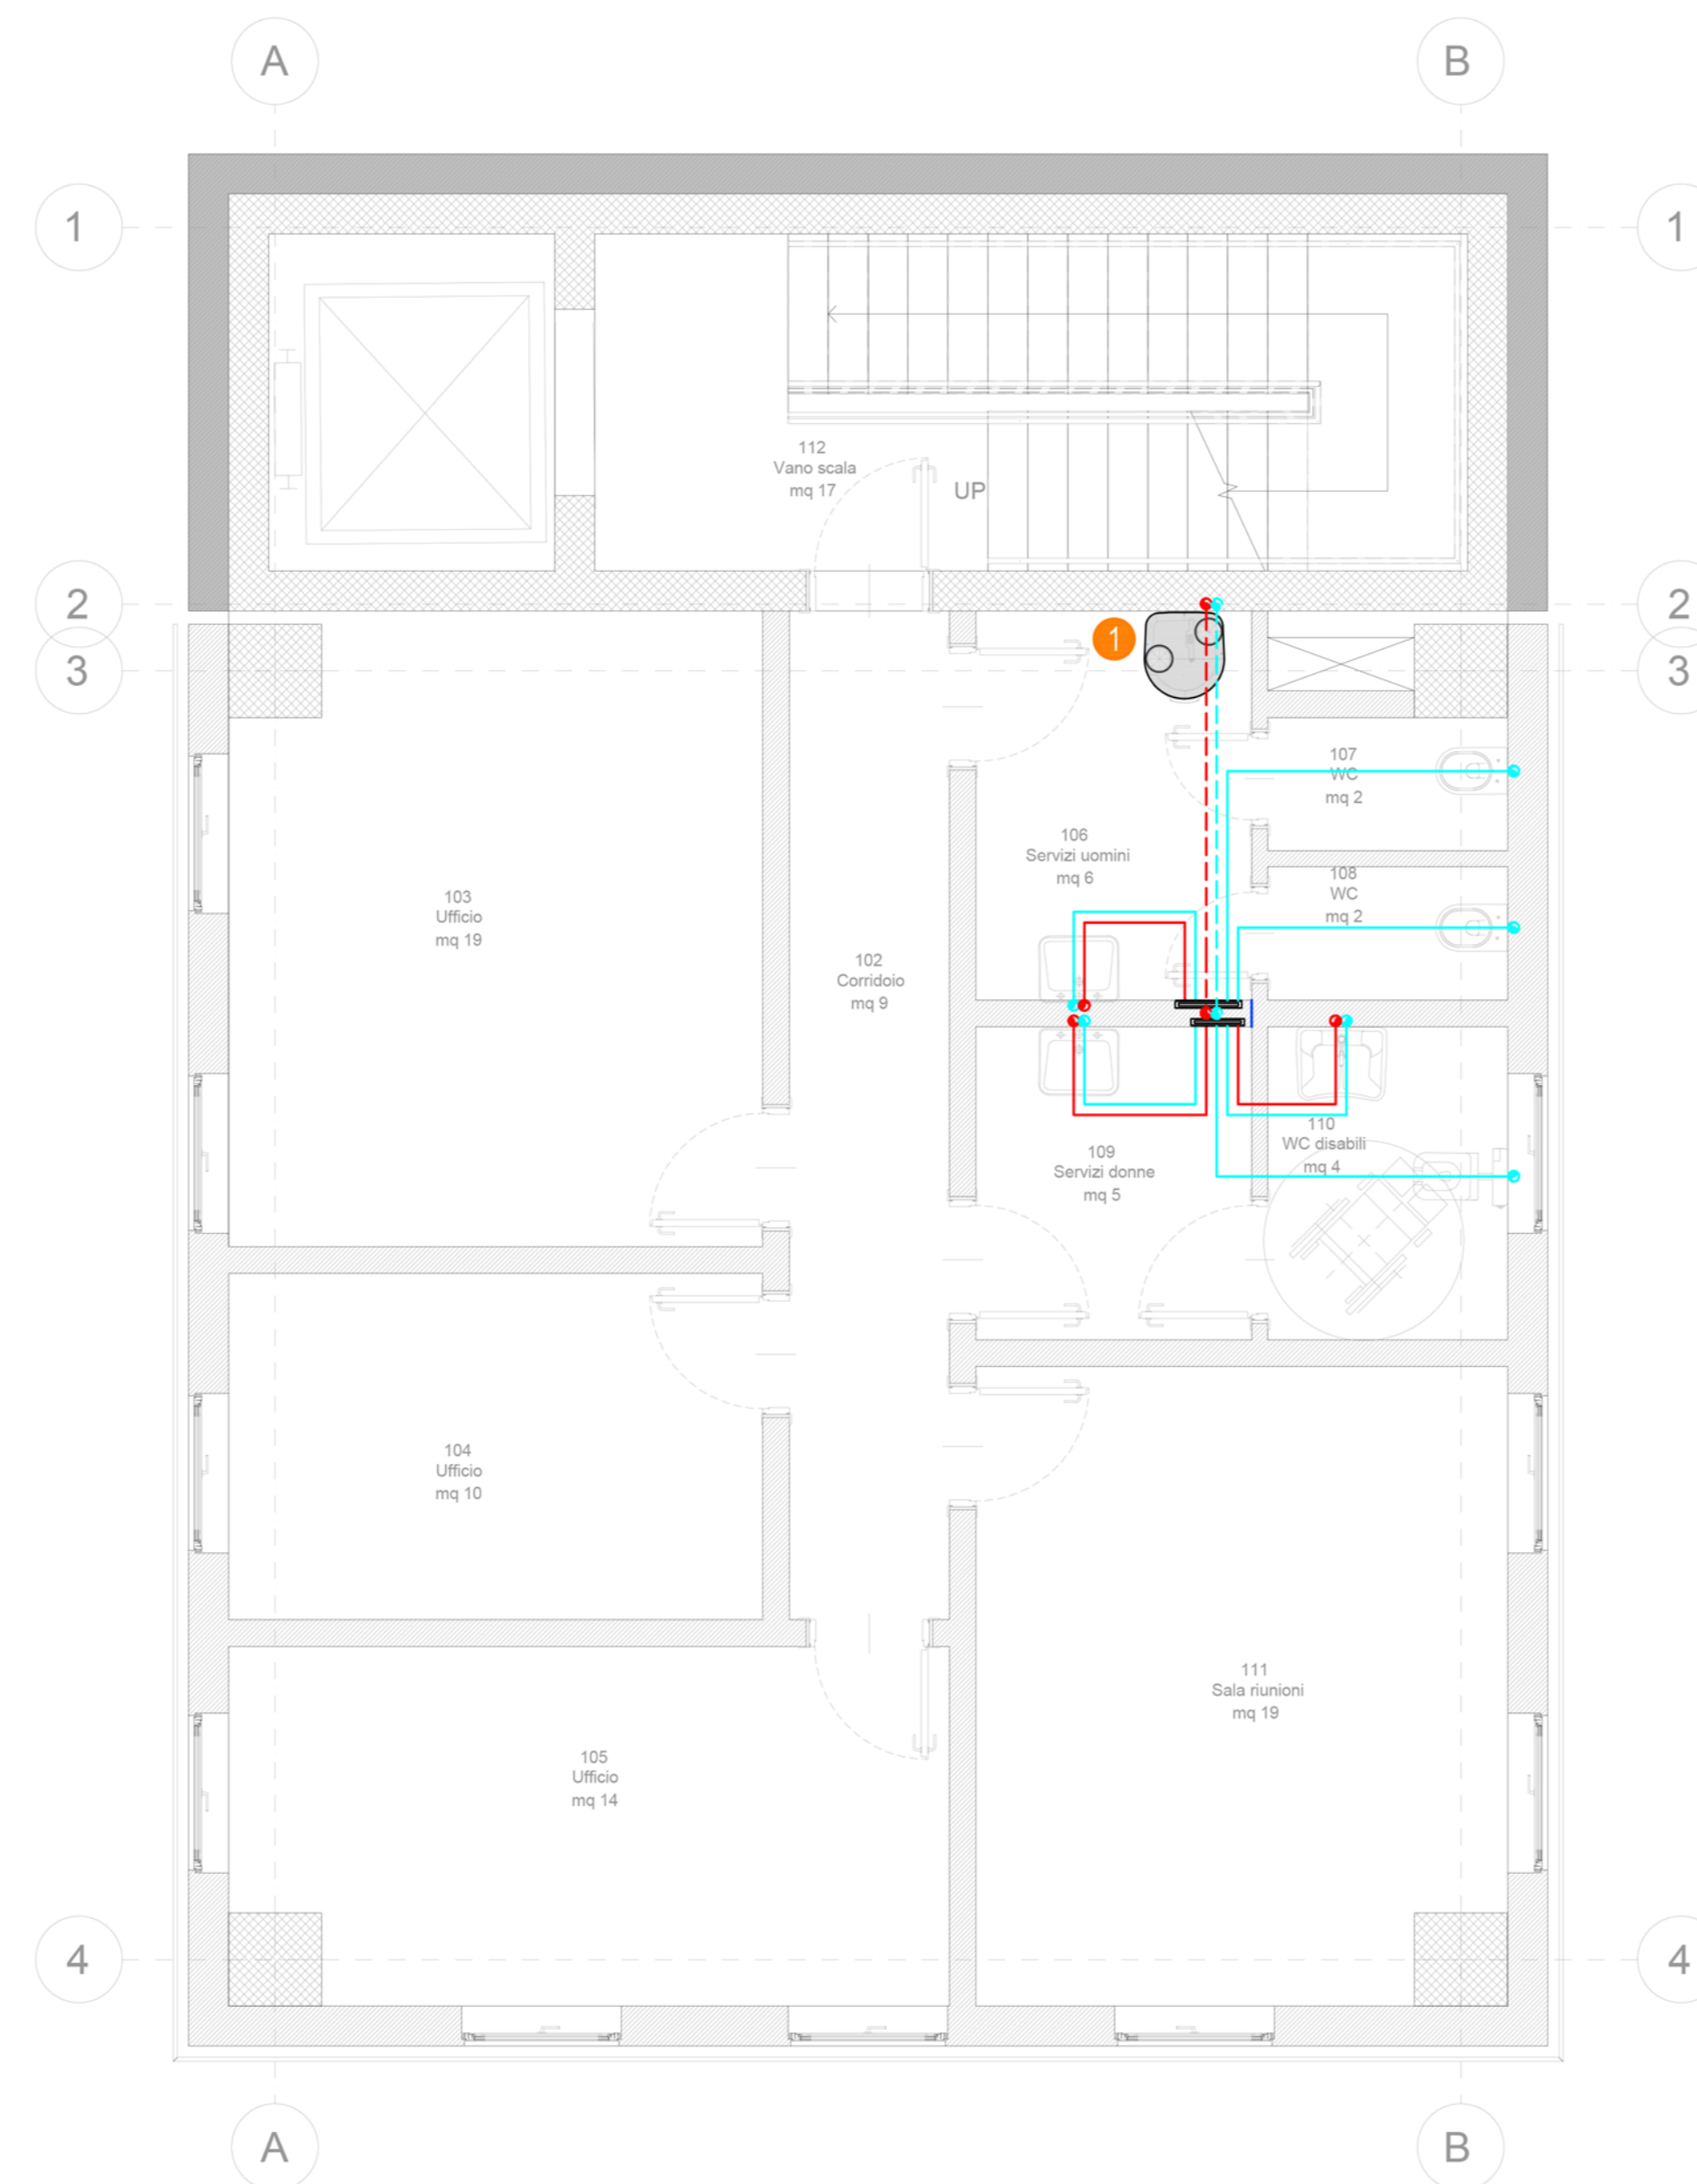 A
B
1
1
112
Vano scala
mq 17
UP
2
2
1
3
3
107
WC
mq 2
106
Servizi uomini
mq 6
108
WC
mq 2
103
Ufficio
mq 19
102
Corridoio
mq 9
110
WC disabili
mq 4
109
Servizi donne
mq 5
104
Ufficio
mq 10
111
Sala riunioni
mq 19
105
Ufficio
mq 14
4
4
A
B